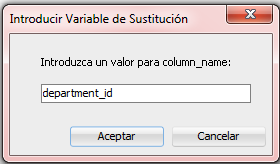 Introducir Variable de Sustitución
Introduzca un valor para column_name:
department_id
Aceptar
Cancelar